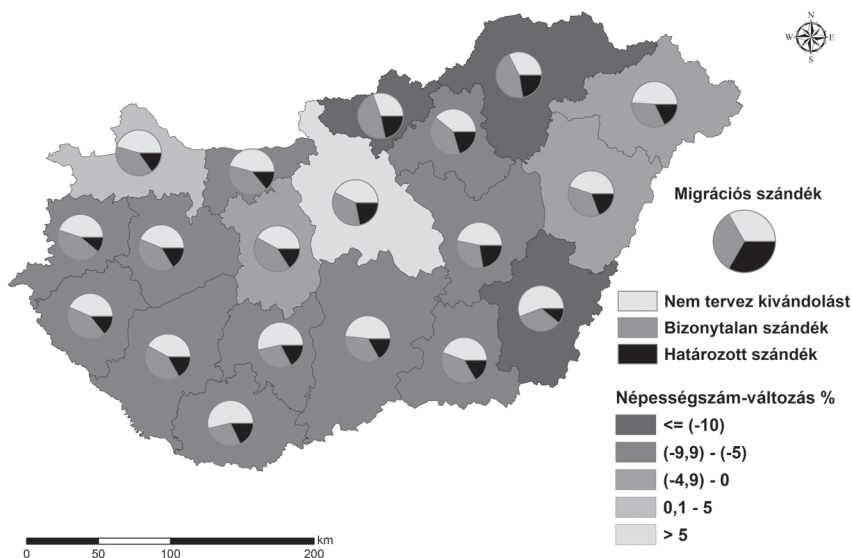 N
W E
S
Migrációs szándék
Nem tervez kivándolást
Bizonytalan szándék
Határozott szándék
Népességszám-változás %
<= (-10)
(-9,9) - (-5)
(-4,9) - 0
0,1 - 5
> 5
km
0 50 100 200